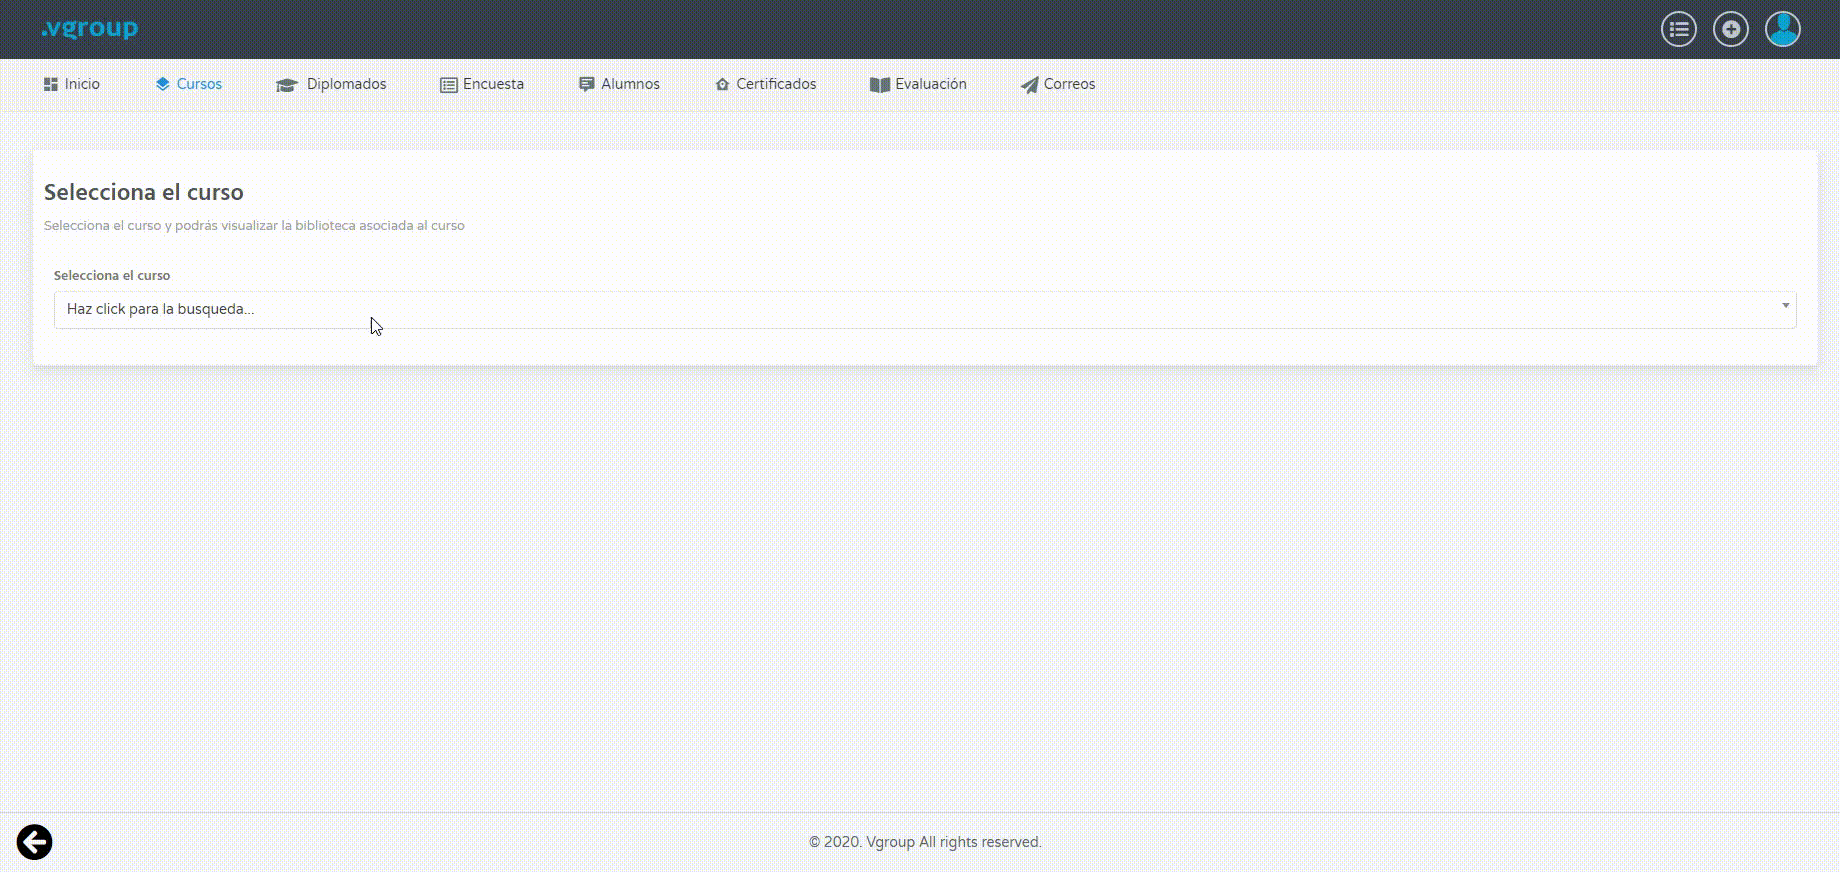 .vgroup
Inicio Cursos Diplomados Encuesta Alumnos Certificados Evaluación Correos
Selecciona el curso
Selecciona el curso y podrás visualizar la biblioteca asociada al curso
Selecciona el curso
Haz click para la busqueda...
© 2020. Vgroup All rights reserved.